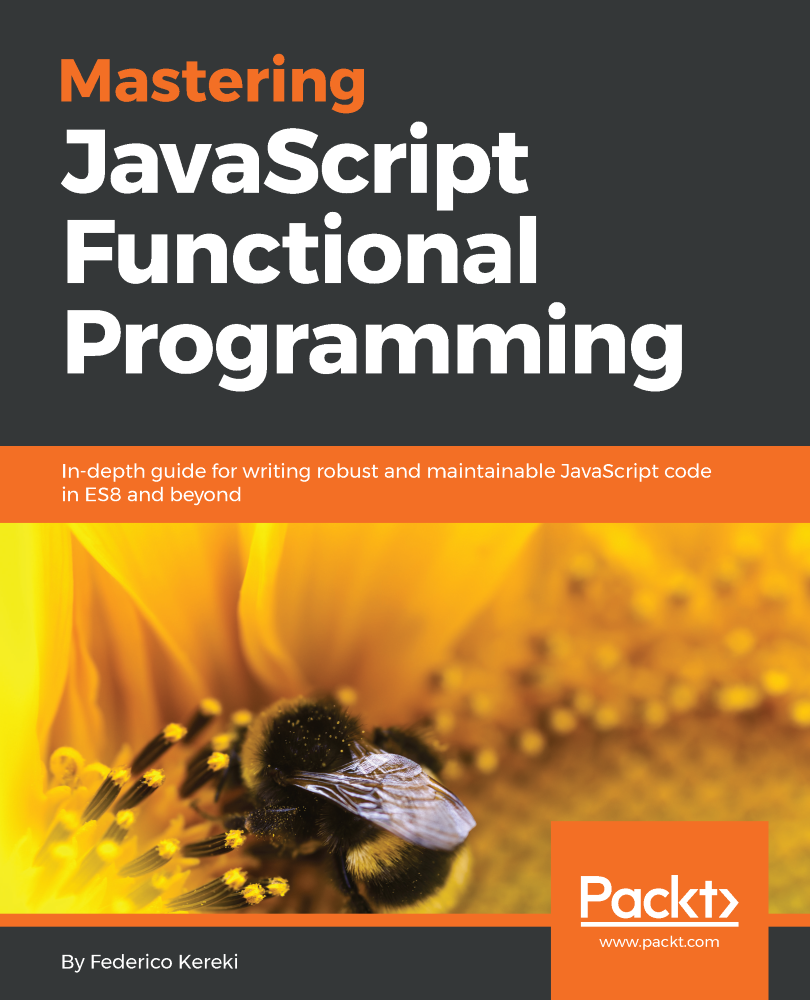 Mastering
JavaScript
Functional
Programming
In-depth guide for writing robust and maintainable JavaScript code
in ES8 and beyond
Packt>
www.packt.com
By Federico Kereki